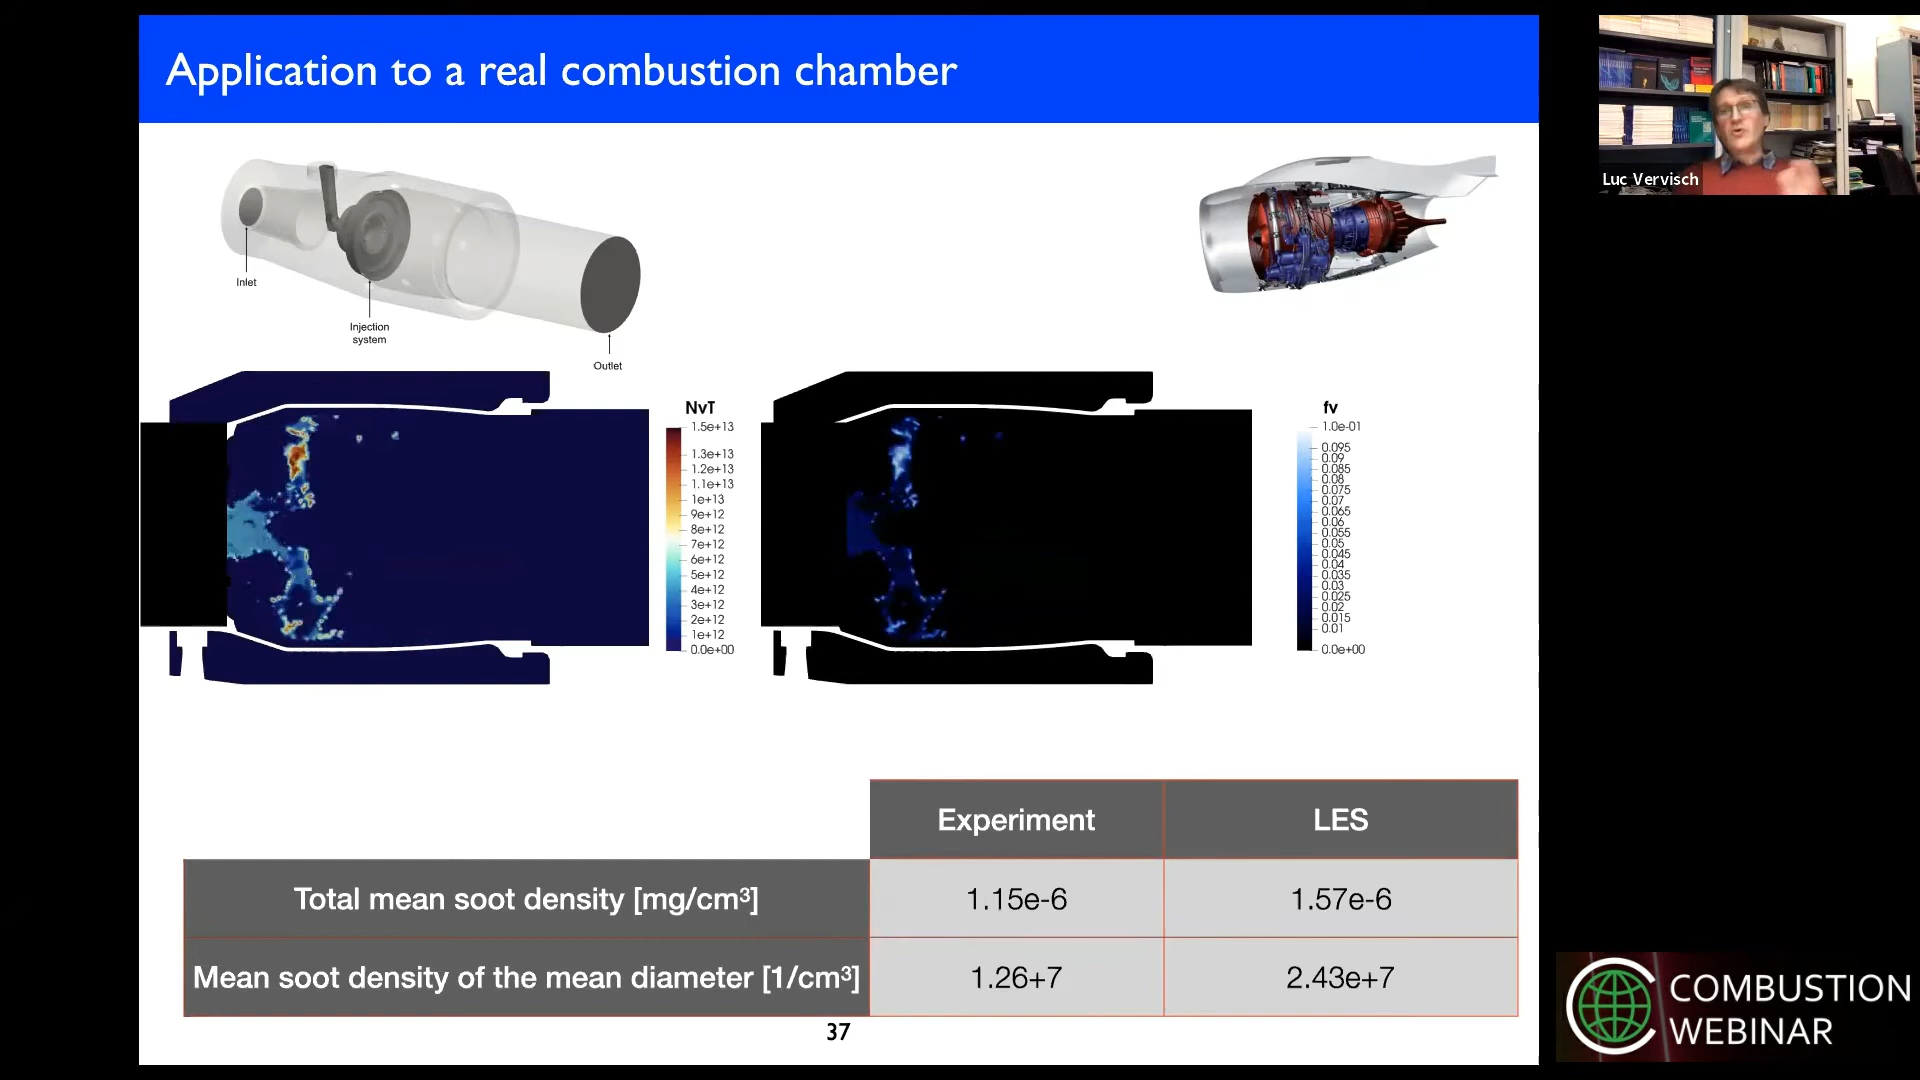 Application to a real combustion chamber
Luc Vervisch
Inlet
Injection
system
Outlet
NvT
1.5e+13
1.3e+13
1.2e+13
1.1e+13
1e+13
9e+12
8e+12
7e+12
6e+12
5e+12
4e+12
3e+12
2e+12
1e+12
0.0e+00
fv
1.0e-01
0.095
0.09
0.085
0.08
0.075
0.07
0.065
0.06
0.055
0.05
0.045
0.04
0.035
0.03
0.025
0.02
0.015
0.01
0.0e+00
Experiment LES
Total mean soot density [mg/cm³] 1.15e-6 1.57e-6
Mean soot density of the mean diameter [1/cm³] 1.26+7 2.43e+7
37
COMBUSTION
WEBINAR